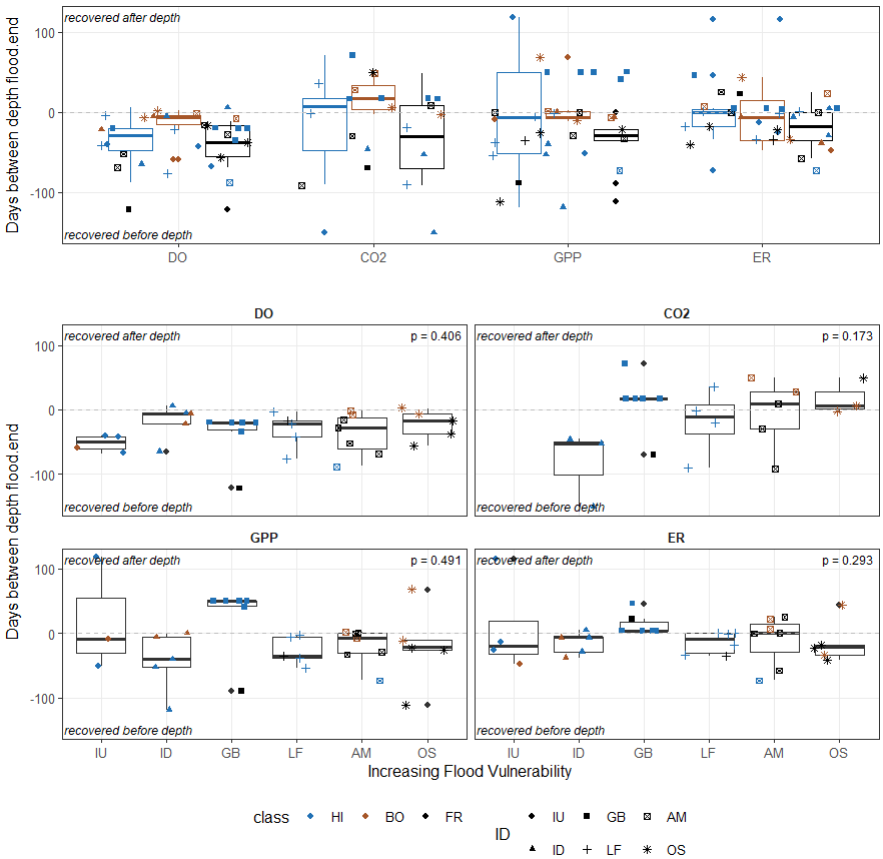 recovered after depth
100
0
-100
recovered before depth
Days between depth flood.end
DO CO2 GPP ER
DO CO2
recovered after depth p = 0.406 recovered after depth p = 0.173
100
0
-100
recovered before depth recovered before depth
Days between depth flood.end
GPP ER
recovered after depth p = 0.491 recovered after depth p = 0.293
100
0
-100
recovered before depth recovered before depth
IU ID GB LF AM OS IU ID GB LF AM OS
Increasing Flood Vulnerability
class HI BO FR ID IU GB AM
ID LF OS